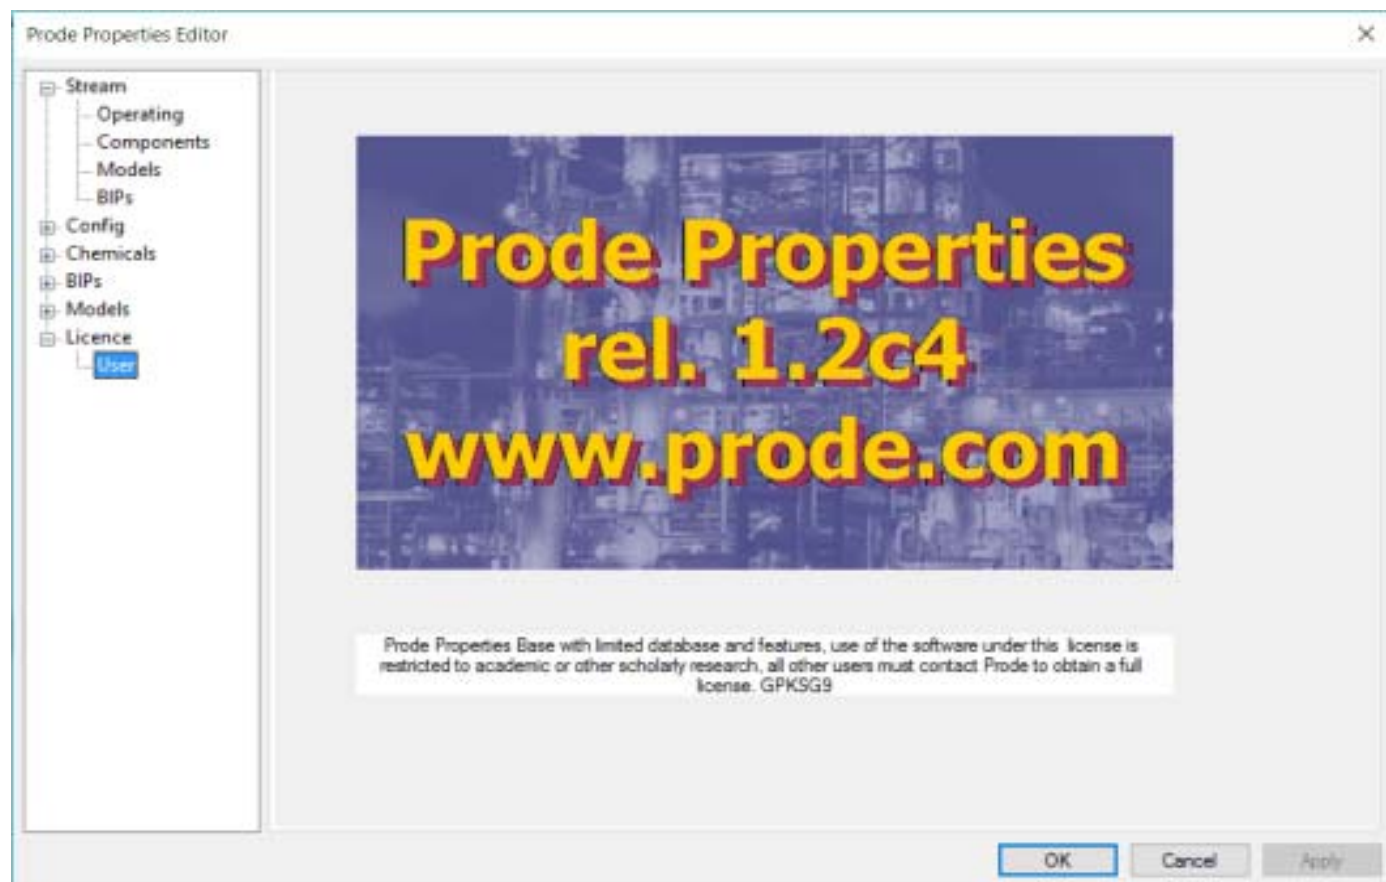 Prode Properties Editor
Stream
Operating
Components
Models
BIPs
Config
Chemicals
BIPs
Models
Licence
User
Prode Properties
rel. 1.2c4
www.prode.com
Prode Properties Base with limited database and features, use of the software under this license is
restricted to academic or other scholarly research, all other users must contact Prode to obtain a full
license. GPKSG9
OK
Cancel
Apply